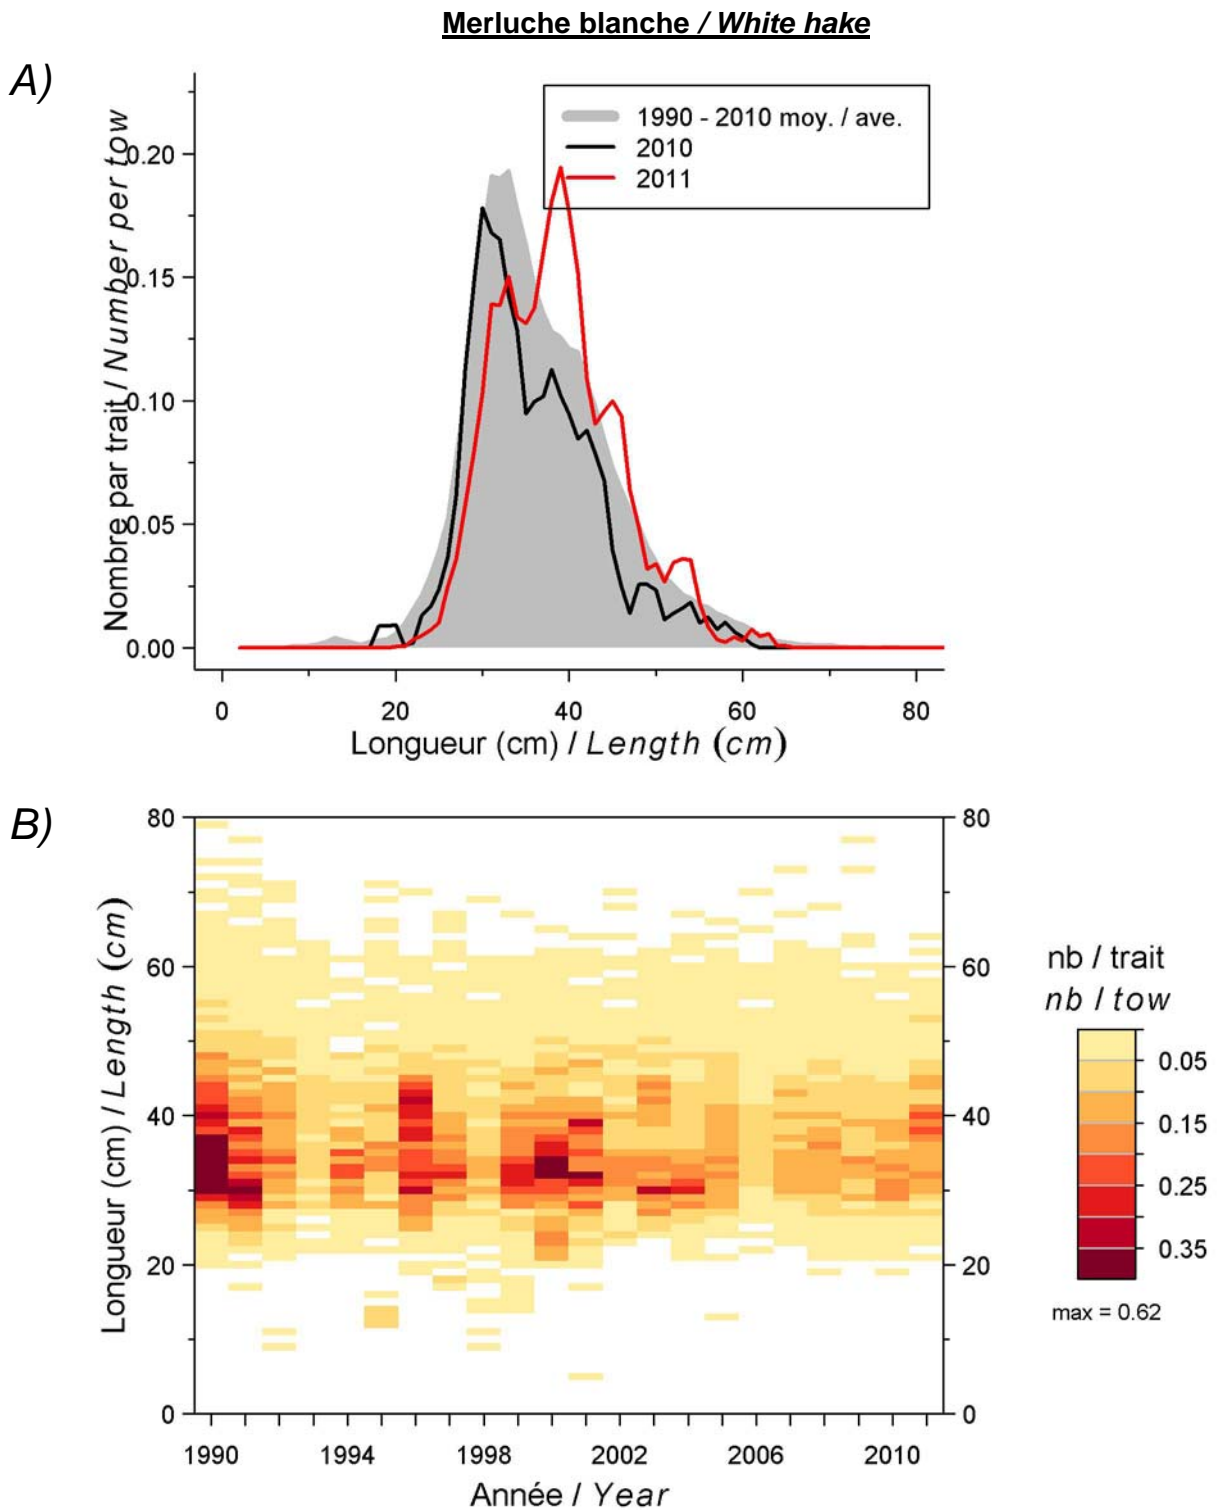 Merluche blanche / White hake
A)
Nombre par trait / Number per tow
0.20
0.15
0.10
0.05
0.00
1990 - 2010 moy. / ave.
2010
2011
0 20 40 60 80
Longueur (cm) / Length (cm)
B)
Longueur (cm) / Length (cm)
80 80
60 60
40 40
20 20
0 0
1990 1994 1998 2002 2006 2010
Année / Year
nb / trait
nb / tow
0.05
0.15
0.25
0.35
max = 0.62